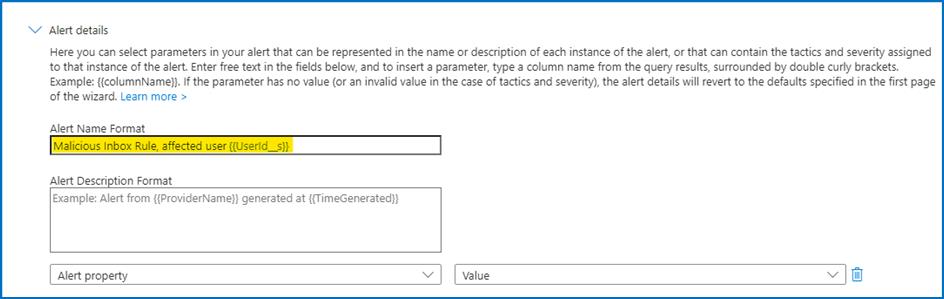 Alert details
Here you can select parameters in your alert that can be represented in the name or description of each instance of the alert, or that can contain the tactics and severity assigned
to that instance of the alert. Enter free text in the fields below, and to insert a parameter, type a column name from the query results, surrounded by double curly brackets.
Example: {{columnName}}. If the parameter has no value (or an invalid value in the case of tactics and severity), the alert details will revert to the defaults specified in the first page
of the wizard. Learn more >
Alert Name Format
Malicious Inbox Rule, affected user {{UserId__s}}
Alert Description Format
Example: Alert from {{ProviderName}} generated at {{TimeGenerated}}
Alert property
Value